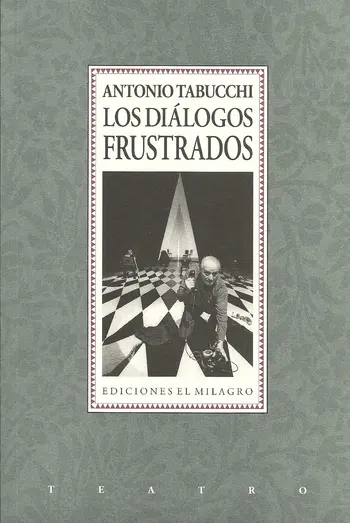 ANTONIO TABUCCHI
LOS DIÁLOGOS
FRUSTRADOS
EDICIONES EL MILAGRO
TEATRO